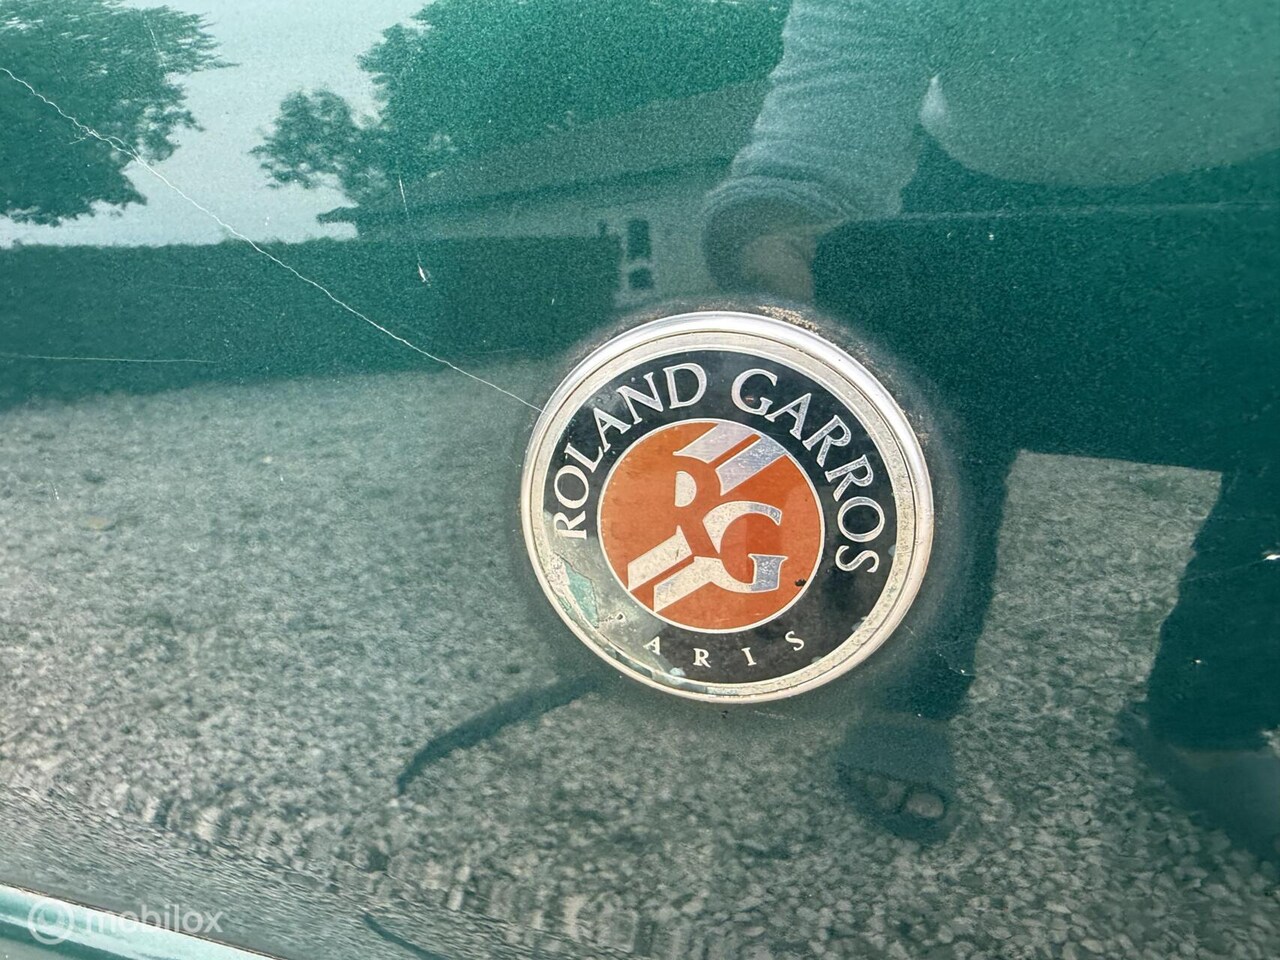 ROLAND GARROS
RG
ARIS
mobilox